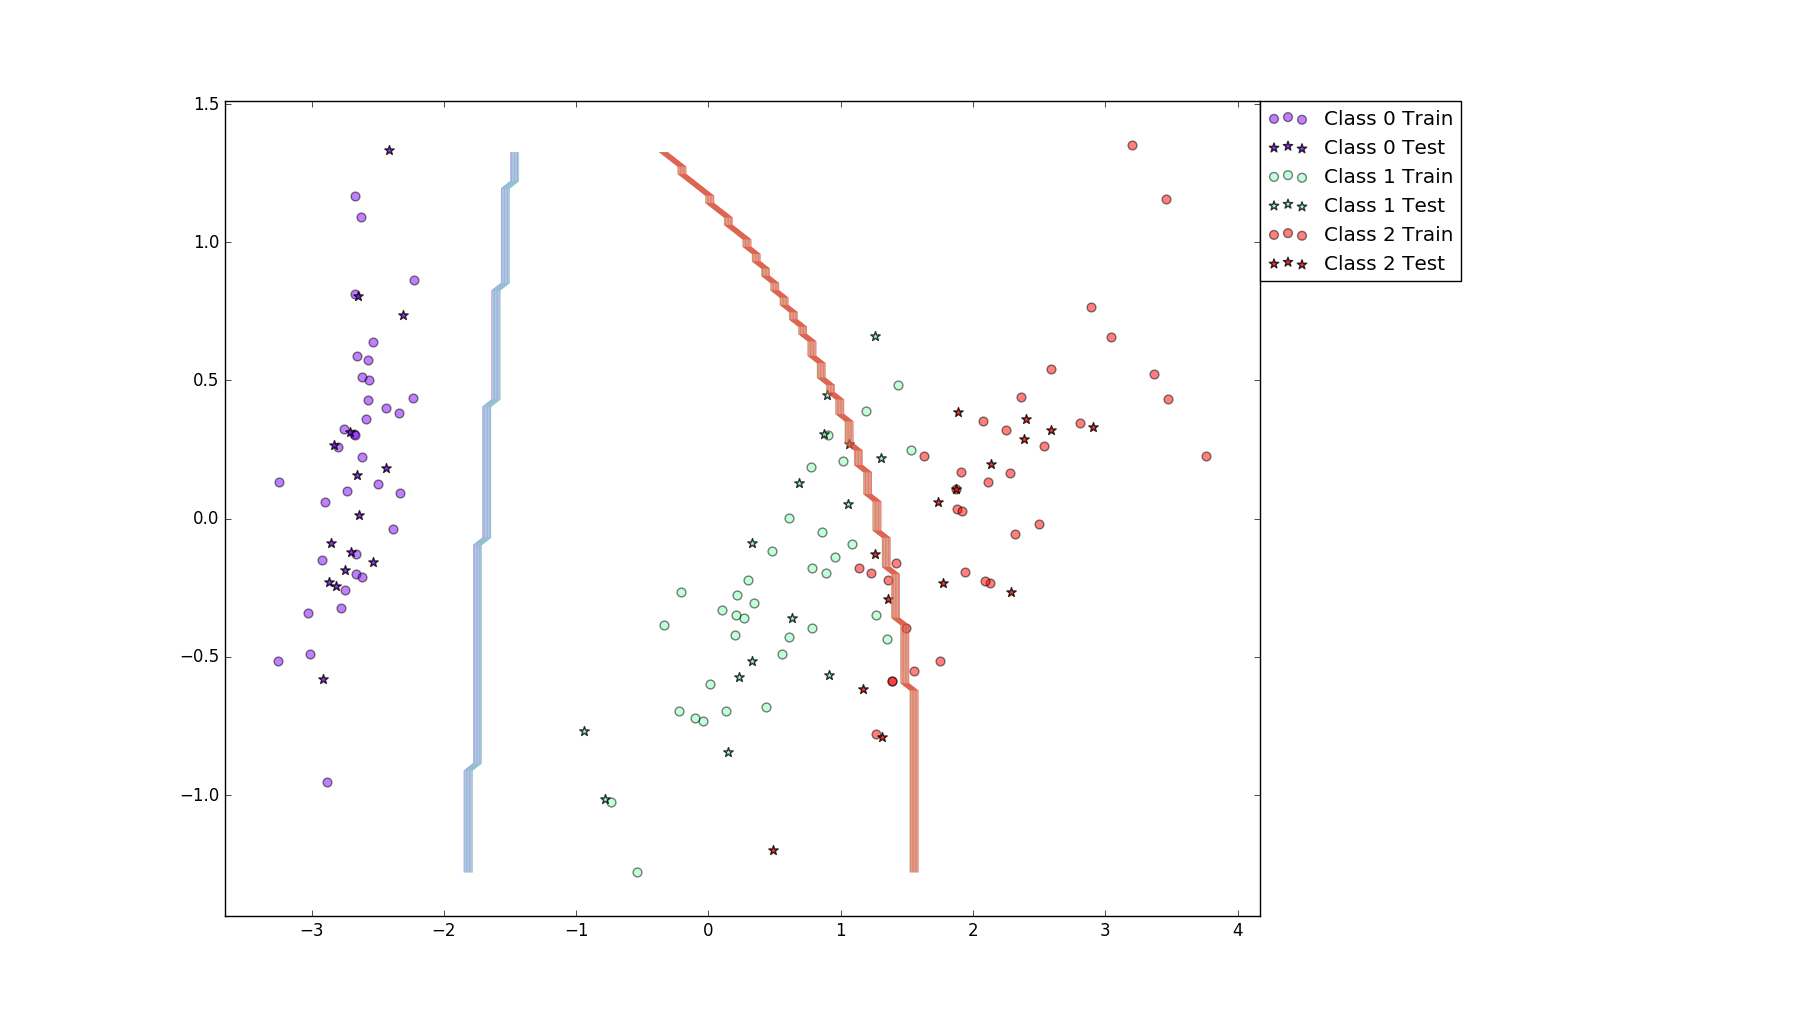 1.5
1.0
0.5
0.0
−0.5
−1.0
−3 −2 −1 0 1 2 3 4
Class 0 Train
Class 0 Test
Class 1 Train
Class 1 Test
Class 2 Train
Class 2 Test